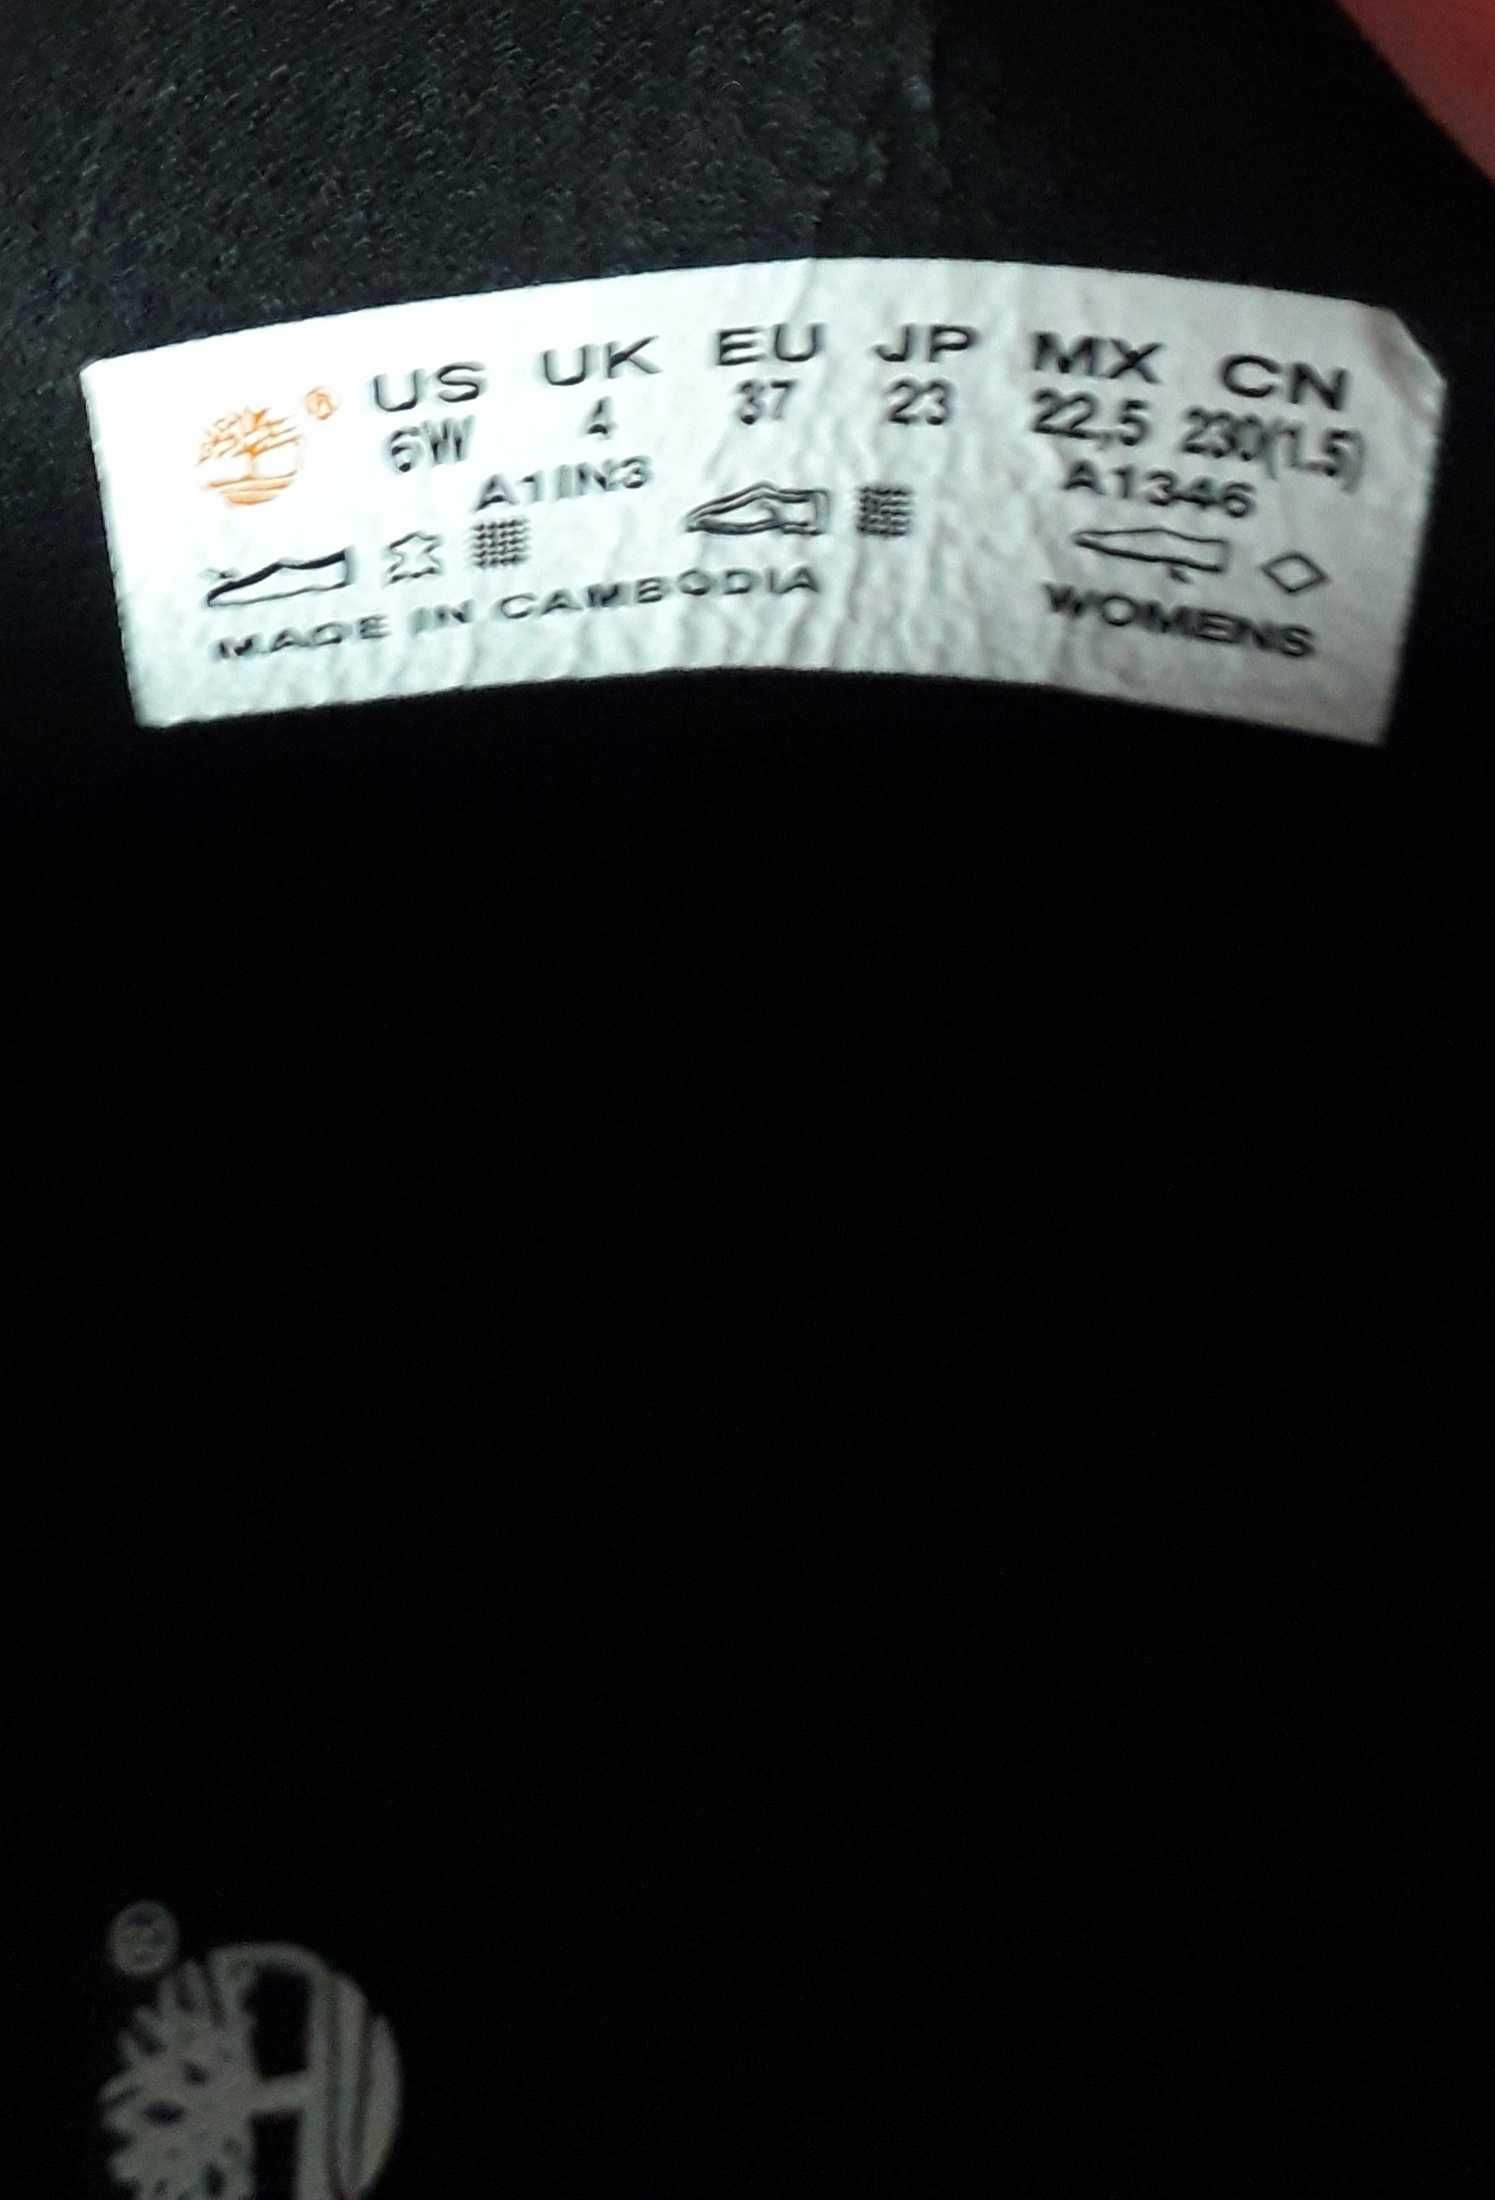 ® US UK EU JP MX CN
6W 4 37 23 22,5 230(1.5)
A1IN3 A1346
MADE IN CAMBODIA WOMENS
®